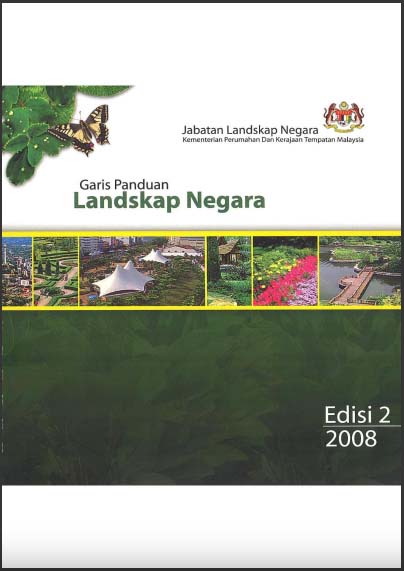 Jabatan Landskap Negara
Kementerian Perumahan Dan Kerajaan Tempatan Malaysia
Garis Panduan
Landskap Negara
Edisi 2
2008